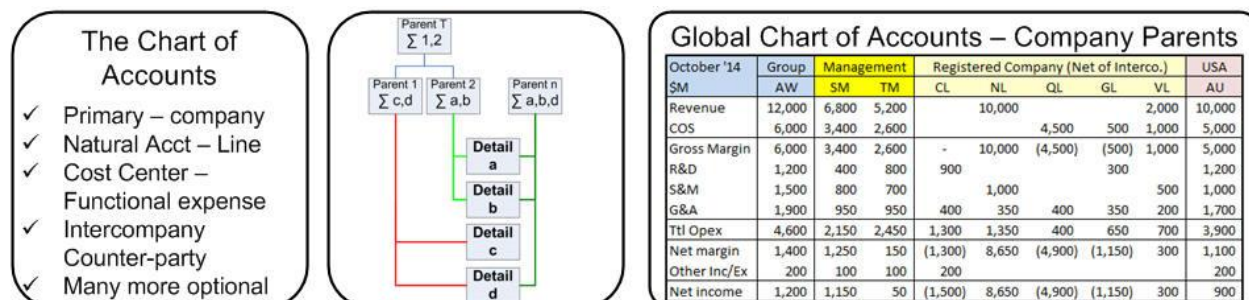 The Chart of
Accounts
✓ Primary – company
✓ Natural Acct – Line
✓ Cost Center –
Functional expense
✓ Intercompany
Counter-party
✓ Many more optional
Parent T
∑ 1,2
Parent 1 Parent 2 Parent n
∑ c,d ∑ a,b ∑ a,b,d
Detail
a
Detail
b
Detail
c
Detail
d
Global Chart of Accounts – Company Parents
October '14 Group Management Registered Company (Net of Interco.) USA
$M AW SM TM CL NL QL GL VL AU
Revenue 12,000 6,800 5,200 10,000 2,000 10,000
COS 6,000 3,400 2,600 4,500 500 1,000 5,000
Gross Margin 6,000 3,400 2,600 - 10,000 (4,500) (500) 1,000 5,000
R&D 1,200 400 800 900 300 1,200
S&M 1,500 800 700 1,000 500 1,000
G&A 1,900 950 950 400 350 400 350 200 1,700
Ttl Opex 4,600 2,150 2,450 1,300 1,350 400 650 700 3,900
Net margin 1,400 1,250 150 (1,300) 8,650 (4,900) (1,150) 300 1,100
Other Inc/Ex 200 100 100 200 200
Net income 1,200 1,150 50 (1,500) 8,650 (4,900) (1,150) 300 900